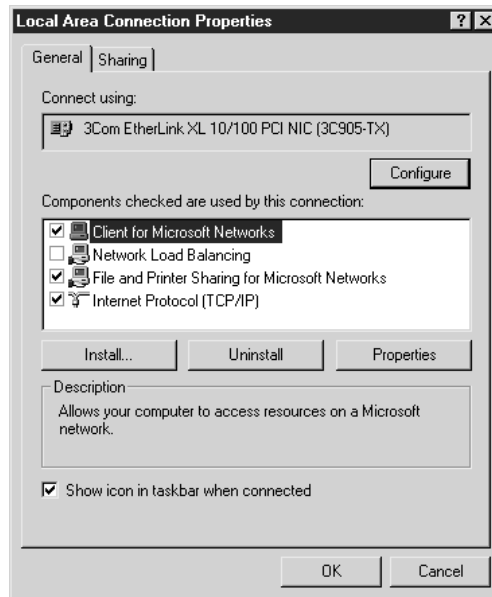 Local Area Connection Properties
General Sharing
Connect using:
3Com EtherLink XL 10/100 PCI NIC (3C905-TX)
Configure
Components checked are used by this connection:
Client for Microsoft Networks
Network Load Balancing
File and Printer Sharing for Microsoft Networks
Internet Protocol (TCP/IP)
Install... Uninstall Properties
Description
Allows your computer to access resources on a Microsoft
network.
Show icon in taskbar when connected
OK Cancel